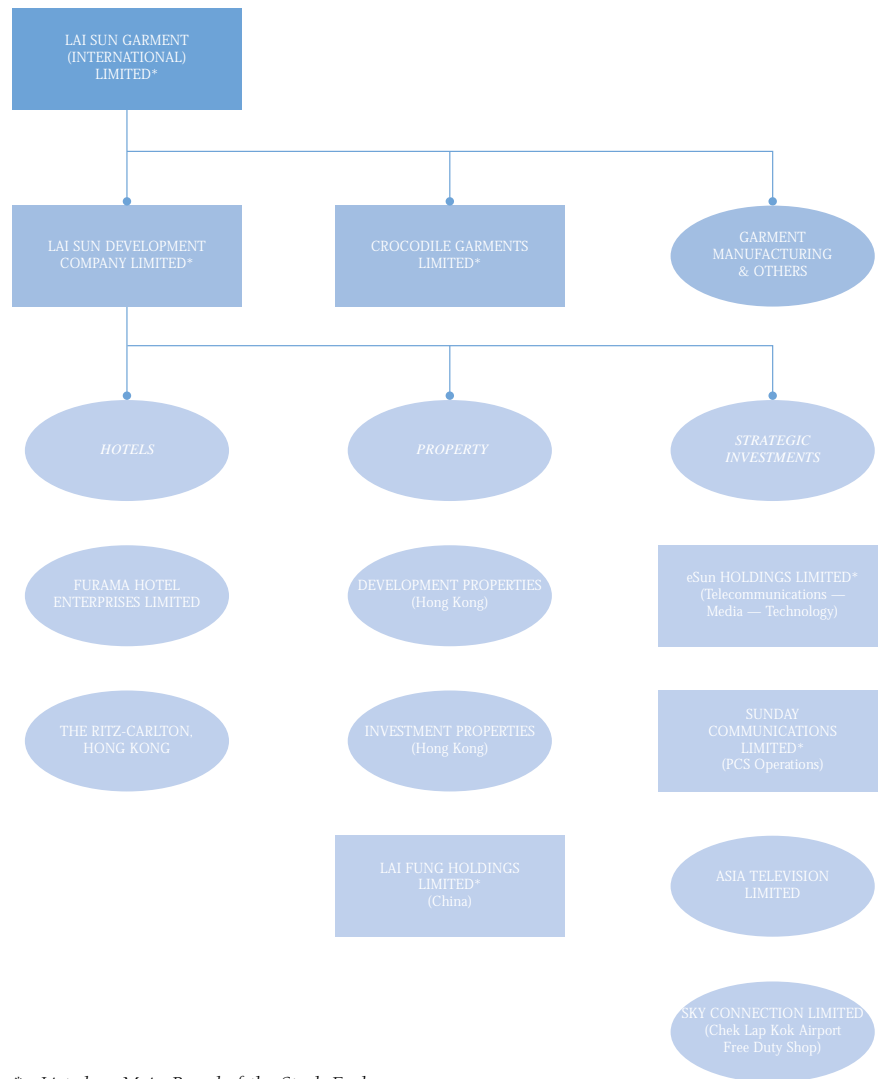 LAI SUN GARMENT
(INTERNATIONAL)
LIMITED*
LAI SUN DEVELOPMENT
COMPANY LIMITED*
CROCODILE GARMENTS
LIMITED*
GARMENT
MANUFACTURING
& OTHERS
HOTELS
PROPERTY
STRATEGIC
INVESTMENTS
FURAMA HOTEL
ENTERPRISES LIMITED
DEVELOPMENT PROPERTIES
(Hong Kong)
eSun HOLDINGS LIMITED*
(Telecommunications —
Media — Technology)
THE RITZ-CARLTON,
HONG KONG
INVESTMENT PROPERTIES
(Hong Kong)
SUNDAY
COMMUNICATIONS
LIMITED*
(PCS Operations)
LAI FUNG HOLDINGS
LIMITED*
(China)
ASIA TELEVISION
LIMITED
SKY CONNECTION LIMITED
(Chek Lap Kok Airport
Free Duty Shop)